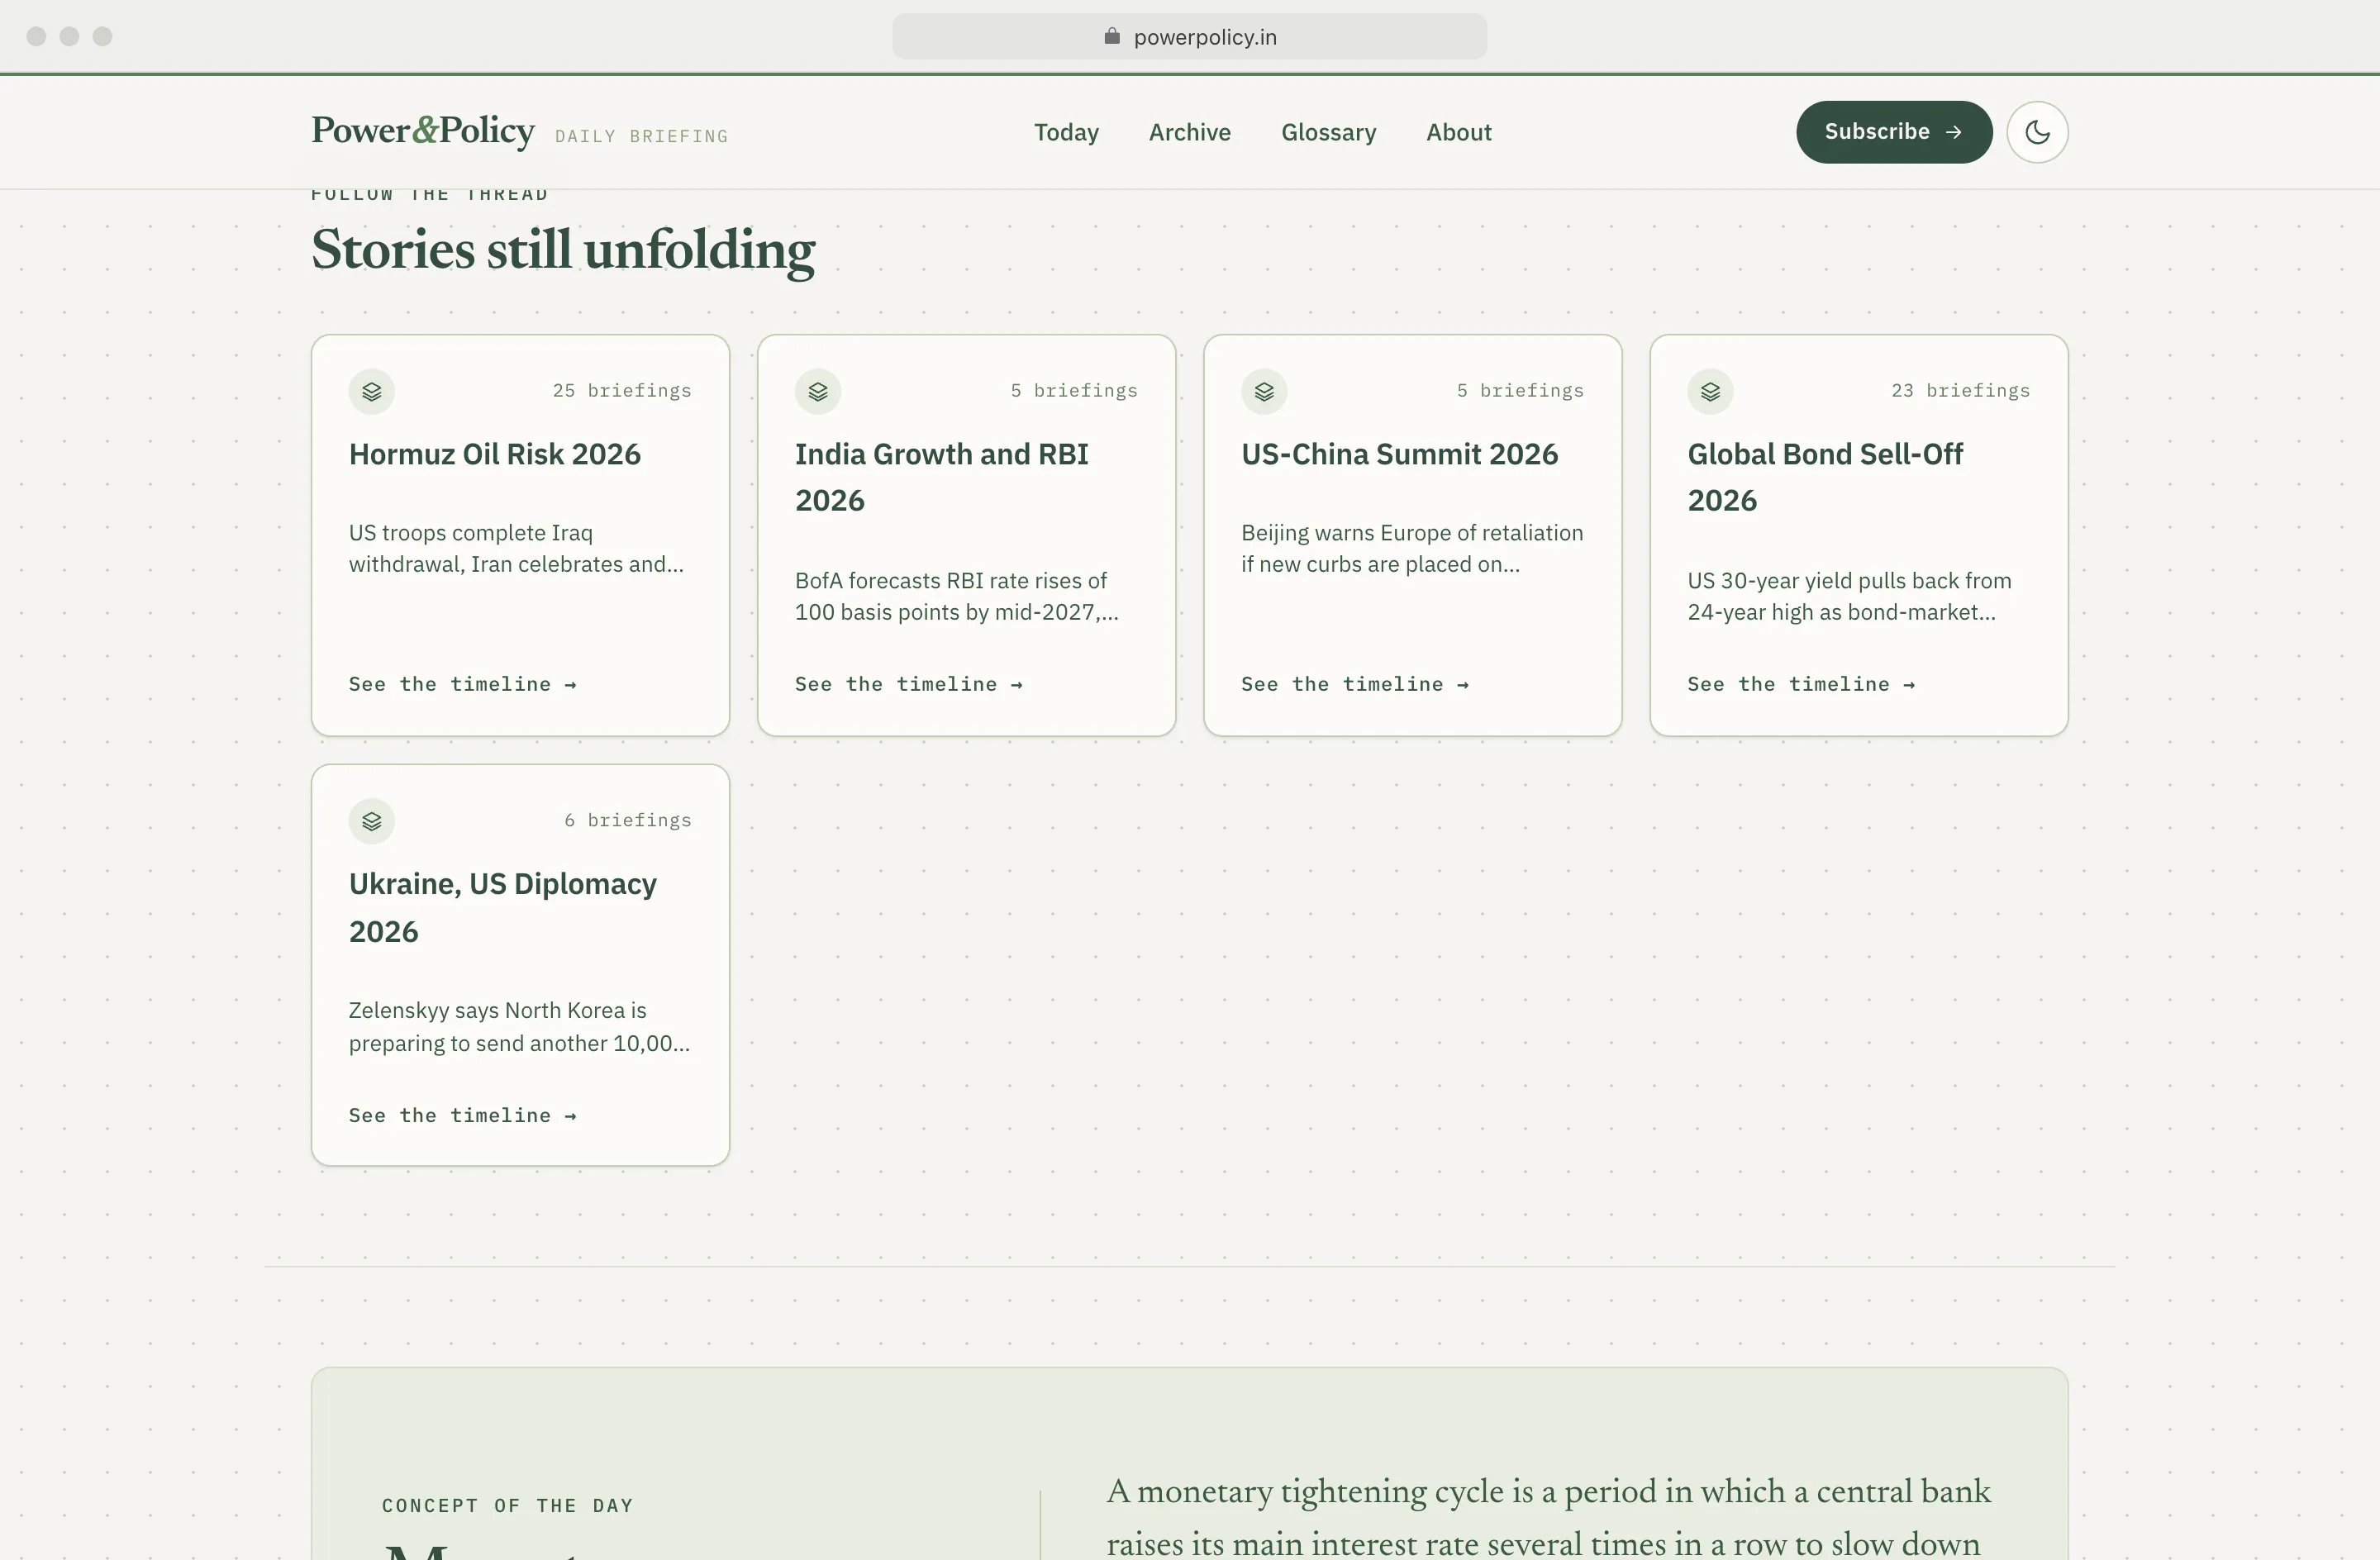 powerpolicy.in
Power&Policy DAILY BRIEFING
Today
Archive
Glossary
About
Subscribe →
FOLLOW THE THREAD
Stories still unfolding
25 briefings
Hormuz Oil Risk 2026
US troops complete Iraq
withdrawal, Iran celebrates and...
See the timeline →
5 briefings
India Growth and RBI
2026
BofA forecasts RBI rate rises of
100 basis points by mid-2027,...
See the timeline →
5 briefings
US-China Summit 2026
Beijing warns Europe of retaliation
if new curbs are placed on...
See the timeline →
23 briefings
Global Bond Sell-Off
2026
US 30-year yield pulls back from
24-year high as bond-market...
See the timeline →
6 briefings
Ukraine, US Diplomacy
2026
Zelenskyy says North Korea is
preparing to send another 10,00...
See the timeline →
CONCEPT OF THE DAY
A monetary tightening cycle is a period in which a central bank
raises its main interest rate several times in a row to slow down